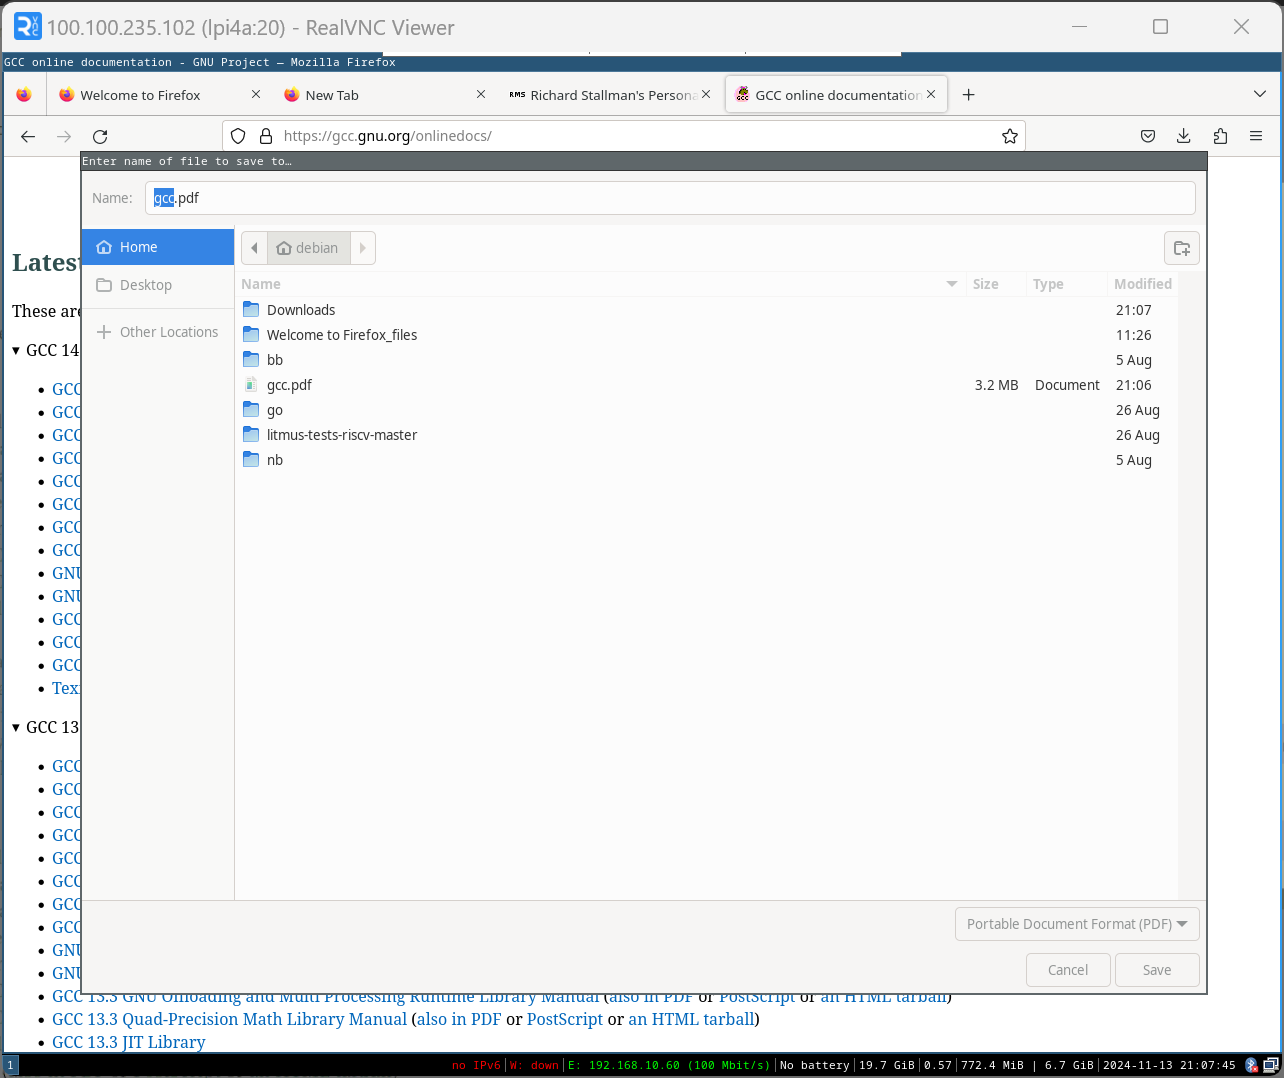 100.100.235.102 (lpi4a:20) - RealVNC Viewer
GCC online documentation - GNU Project — Mozilla Firefox
Welcome to Firefox
New Tab
RMS Richard Stallman's Persona
GCC online documentation
https://gcc.gnu.org/onlinedocs/
Enter name of file to save to…
Name: gcc.pdf
Home
Desktop
Other Locations
debian
Name Size Type Modified
Downloads 21:07
Welcome to Firefox_files 11:26
bb 5 Aug
gcc.pdf 3.2 MB Document 21:06
go 26 Aug
litmus-tests-riscv-master 26 Aug
nb 5 Aug
Portable Document Format (PDF)
Cancel Save
Latest
These are
GCC 14
GCC
GCC
GCC
GCC
GCC
GCC
GCC
GCC
GNU
GNU
GCC
GCC
GCC
Tex
GCC 13
GCC
GCC
GCC
GCC
GCC
GCC
GCC
GCC
GNU
GNU
GCC 13.3 GNU Offloading and Multi Processing Runtime Library Manual (also in PDF or PostScript or an HTML tarball)
GCC 13.3 Quad-Precision Math Library Manual (also in PDF or PostScript or an HTML tarball)
GCC 13.3 JIT Library
1 no IPv6|W: down|E: 192.168.10.60 (100 Mbit/s)|No battery|19.7 GiB|0.57|772.4 MiB | 6.7 GiB|2024-11-13 21:07:45